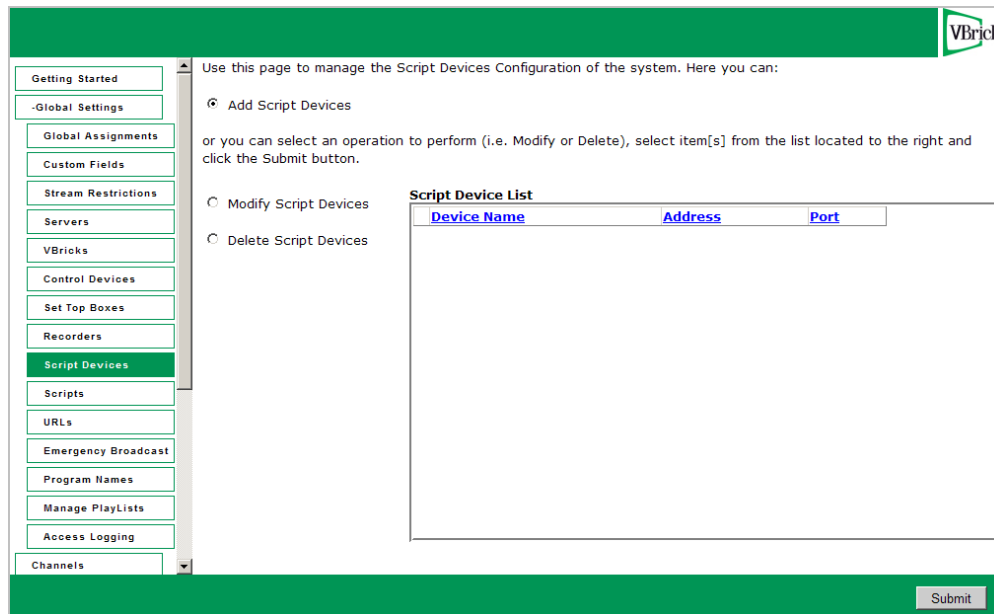 VBrick
Getting Started
-Global Settings
Global Assignments
Custom Fields
Stream Restrictions
Servers
VBricks
Control Devices
Set Top Boxes
Recorders
Script Devices
Scripts
URLs
Emergency Broadcast
Program Names
Manage PlayLists
Access Logging
Channels
Use this page to manage the Script Devices Configuration of the system. Here you can:
Add Script Devices
or you can select an operation to perform (i.e. Modify or Delete), select item[s] from the list located to the right and
click the Submit button.
Modify Script Devices
Delete Script Devices
Script Device List
Device Name Address Port
Submit